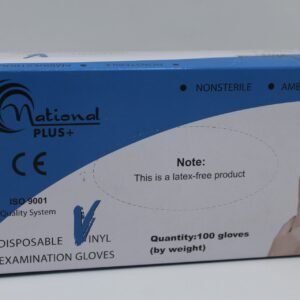 • NONSTERILE • AMB
National
PLUS+
CE
ISO 9001
Quality System
Note:
This is a latex-free product
DISPOSABLE VINYL
EXAMINATION GLOVES
Quantity:100 gloves
(by weight)